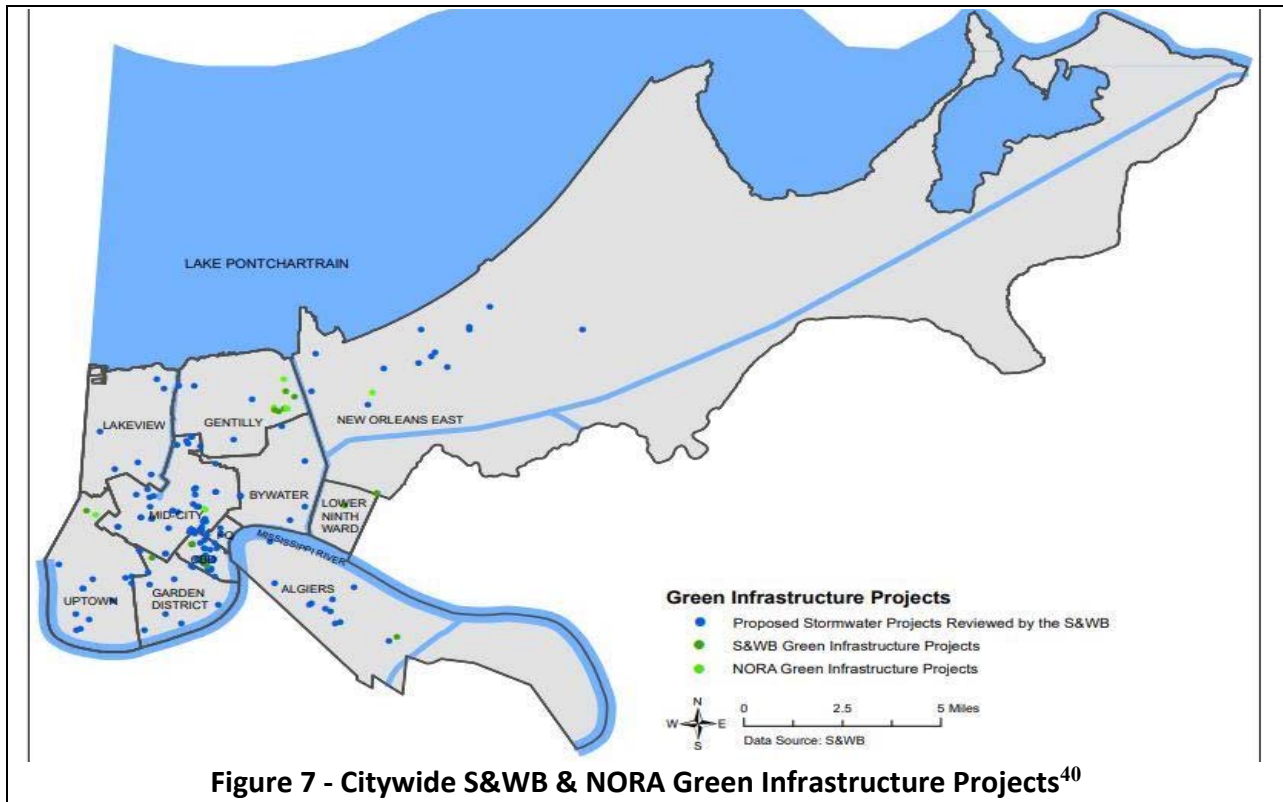 LAKE PONTCHARTRAIN
LAKEVIEW
GENTILLY
NEW ORLEANS EAST
BYWATER
LOWER
NINTH
WARD
MID-CITY
FQ
CBD
MISSISSIPPI RIVER
ALGIERS
UPTOWN
GARDEN
DISTRICT
Green Infrastructure Projects
Proposed Stormwater Projects Reviewed by the S&WB
S&WB Green Infrastructure Projects
NORA Green Infrastructure Projects
N
W E
S
0 2.5 5 Miles
Data Source: S&WB
Figure 7 - Citywide S&WB & NORA Green Infrastructure Projects40